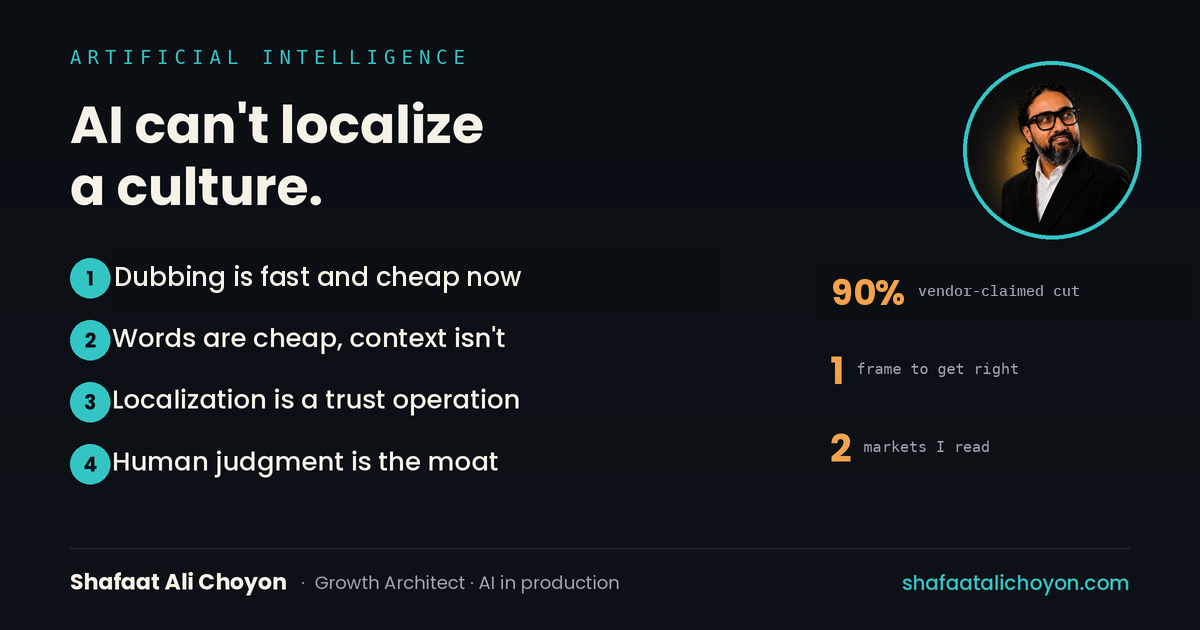 ARTIFICIAL INTELLIGENCE
AI can't localize
a culture.
1 Dubbing is fast and cheap now
2 Words are cheap, context isn't
3 Localization is a trust operation
4 Human judgment is the moat
90% vendor-claimed cut
1 frame to get right
2 markets I read
Shafaat Ali Choyon · Growth Architect · AI in production
shafaatalichoyon.com